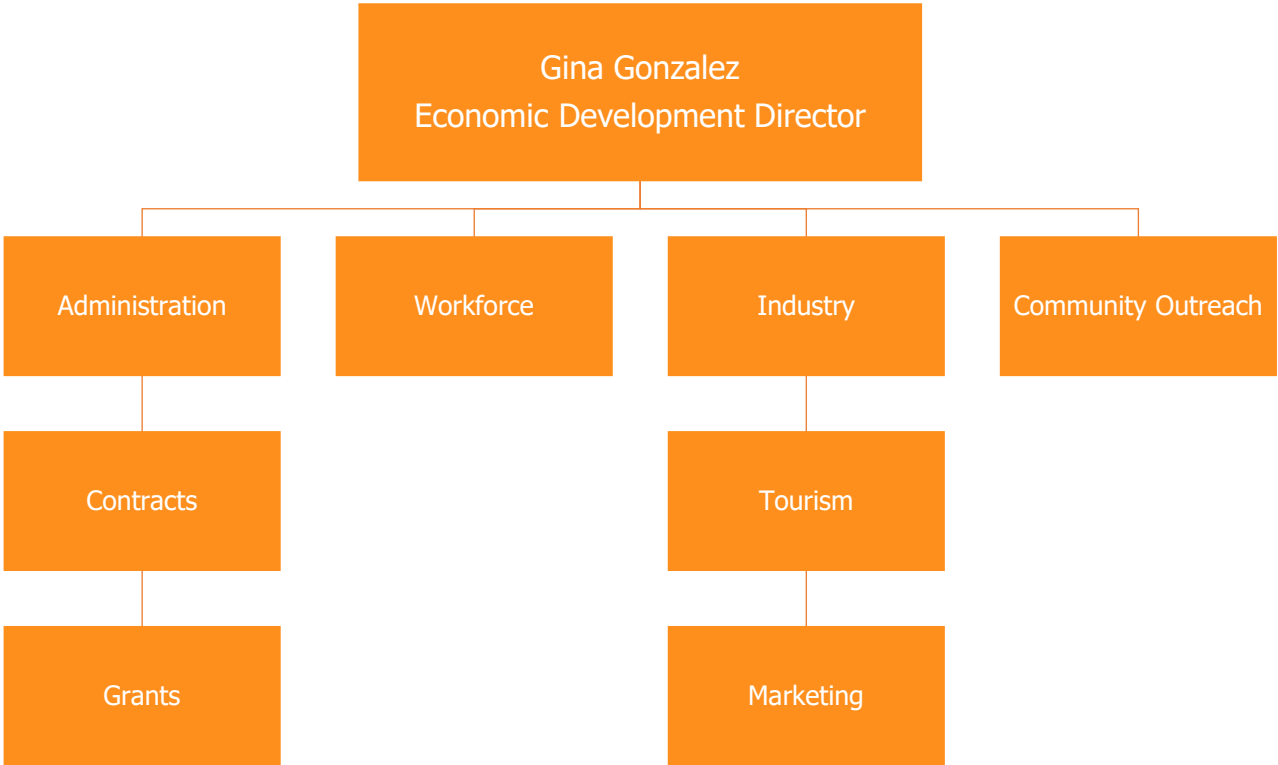 Gina Gonzalez
Economic Development Director
Administration
Workforce
Industry
Community Outreach
Contracts
Tourism
Grants
Marketing